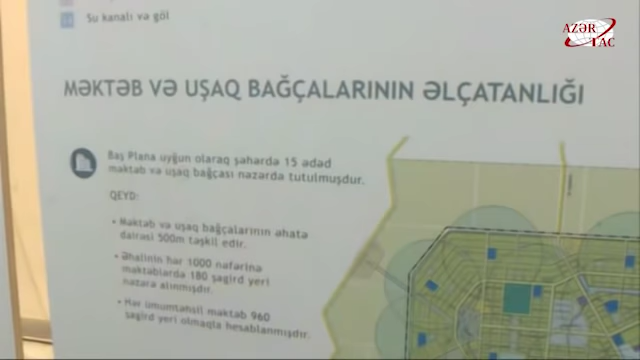 Su kanalı və göl
AZƏR
TAC
MƏKTƏB VƏ UŞAQ BAĞÇALARININ ƏLÇATANLIĞI
Baş Plana uyğun olaraq şəhərdə 15 ədəd
məktəb və uşaq bağçası nəzərdə tutulmuşdur.
QEYD:
• Məktəb və uşaq bağçalarının əhatə
dairəsi 500m təşkil edir.
• Əhalinin hər 1000 nəfərinə
məktəblərdə 180 şagird yeri
nəzərə alınmışdır.
• Hər ümumtəhsil məktəb 960
şagird yeri olmaqla hesablanmışdır.